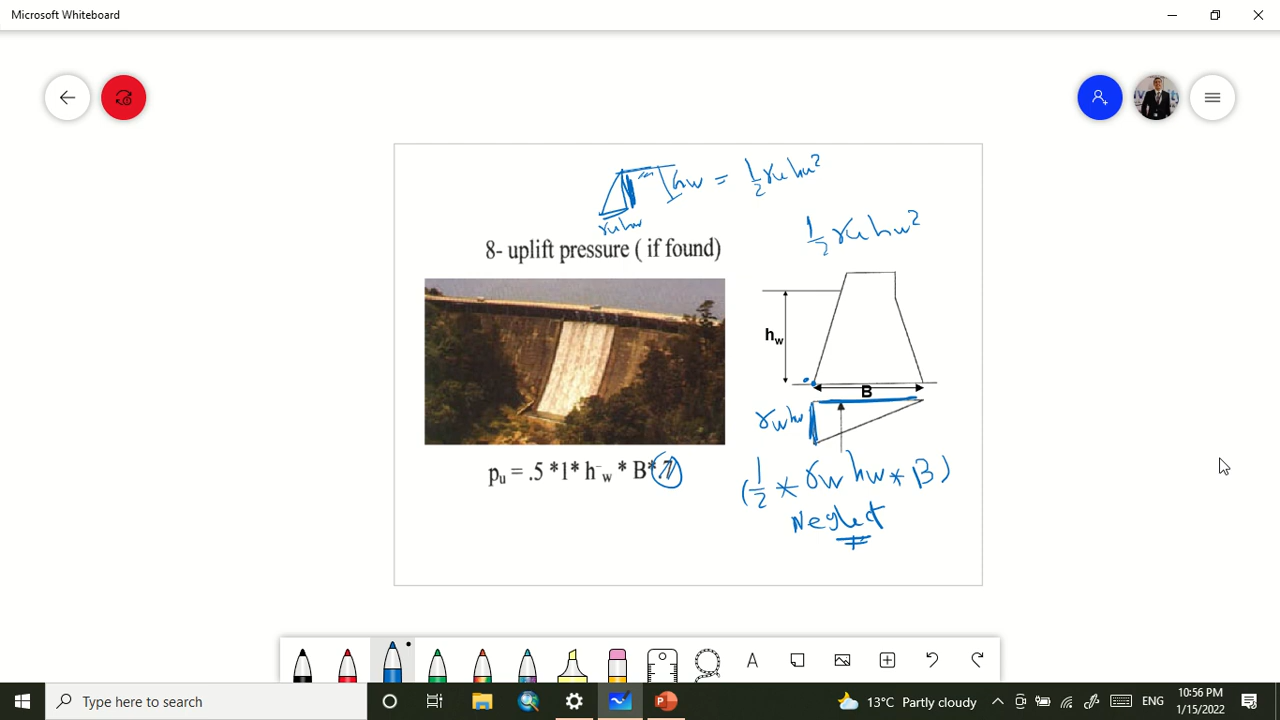 Microsoft Whiteboard
hw = 1/2 γw hw²
γw hw
1/2 γw hw²
8- uplift pressure ( if found)
hw
B
γw hw
pu = .5 *1* h-w * B*.7
(1/2 * γw hw * B)
Neglect
A
Type here to search
13°C Partly cloudy
ENG
10:56 PM
1/15/2022